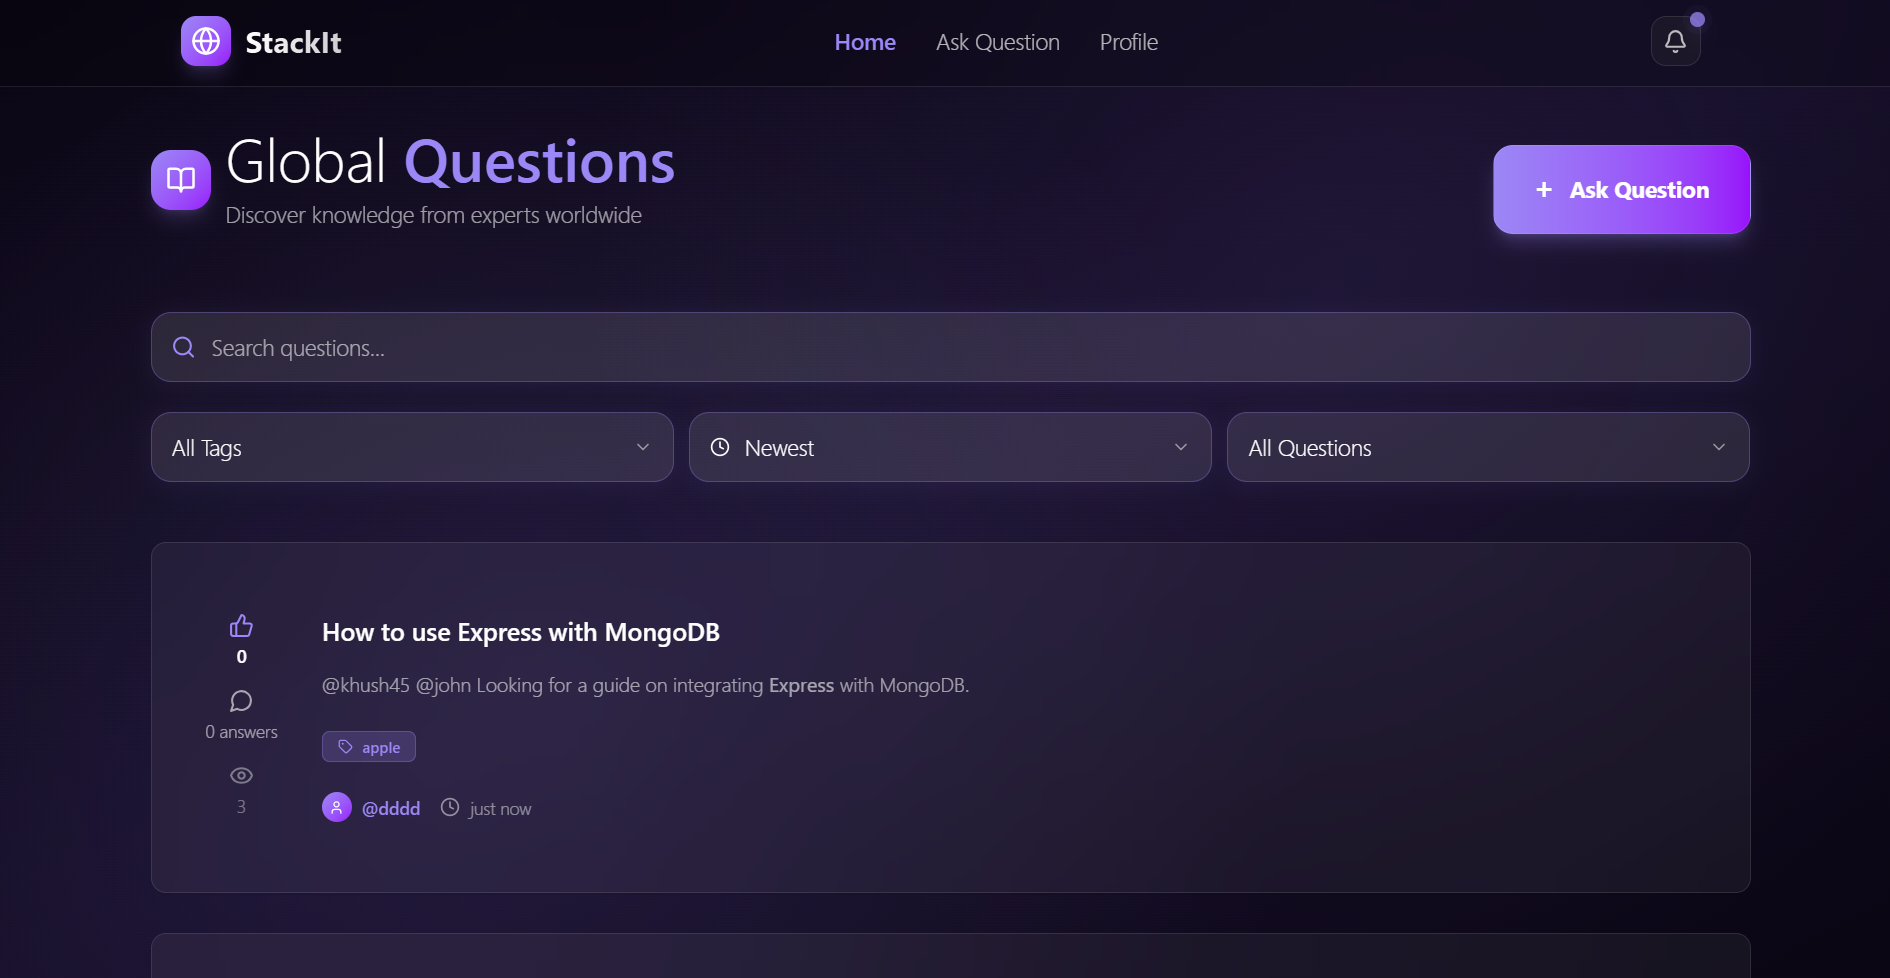 StackIt
Home
Ask Question
Profile
Global Questions
Discover knowledge from experts worldwide
+ Ask Question
Search questions...
All Tags
Newest
All Questions
How to use Express with MongoDB
0
@khush45 @john Looking for a guide on integrating Express with MongoDB.
0 answers
apple
3
@dddd
just now